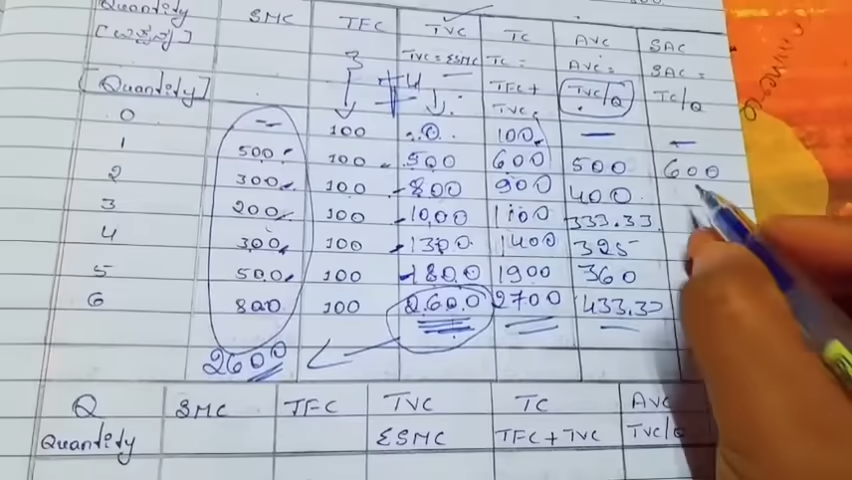 Quantity SMC TFC TVC TC AVC SAC
3 TVC = ΣSMC TC = AVC = SAC =
[Quantity] TFC + TVC TVC/Q TC/Q
0 -- 100 0 100 — —
1 500 100 500 600 500 600
2 300 100 800 900 400
3 200 100 1000 1100 333.33
4 300 100 1300 1400 325
5 500 100 1800 1900 360
6 800 100 2600 2700 433.33
2600
Q SMC TFC TVC TC AVC
Quantity ΣSMC TFC + TVC TVC/Q